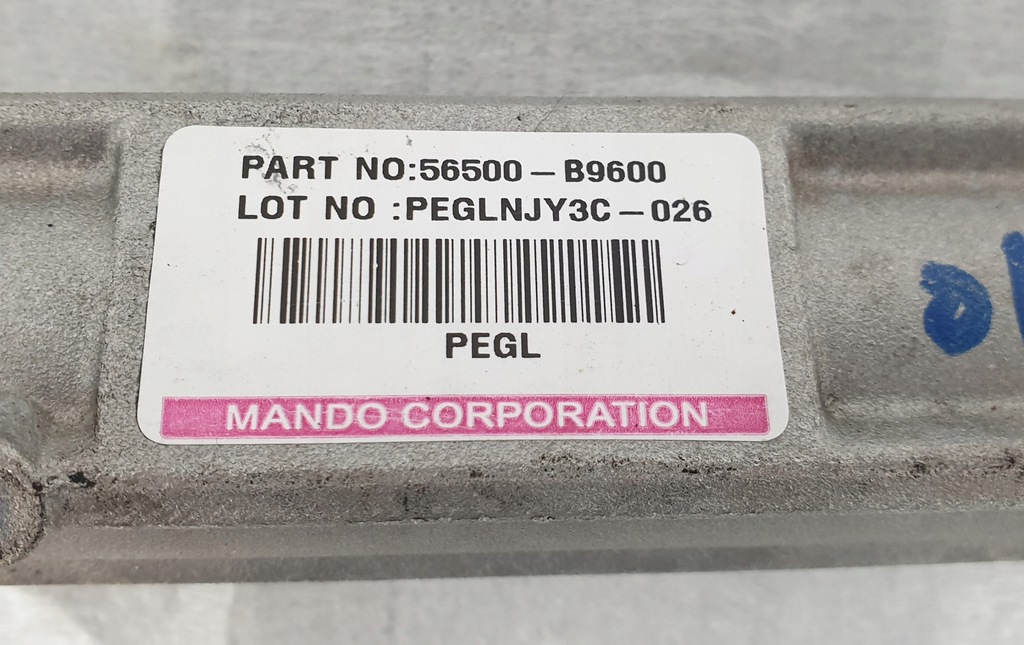 PART NO:56500-B9600
LOT NO :PEGLNJY3C-026
PEGL
MANDO CORPORATION